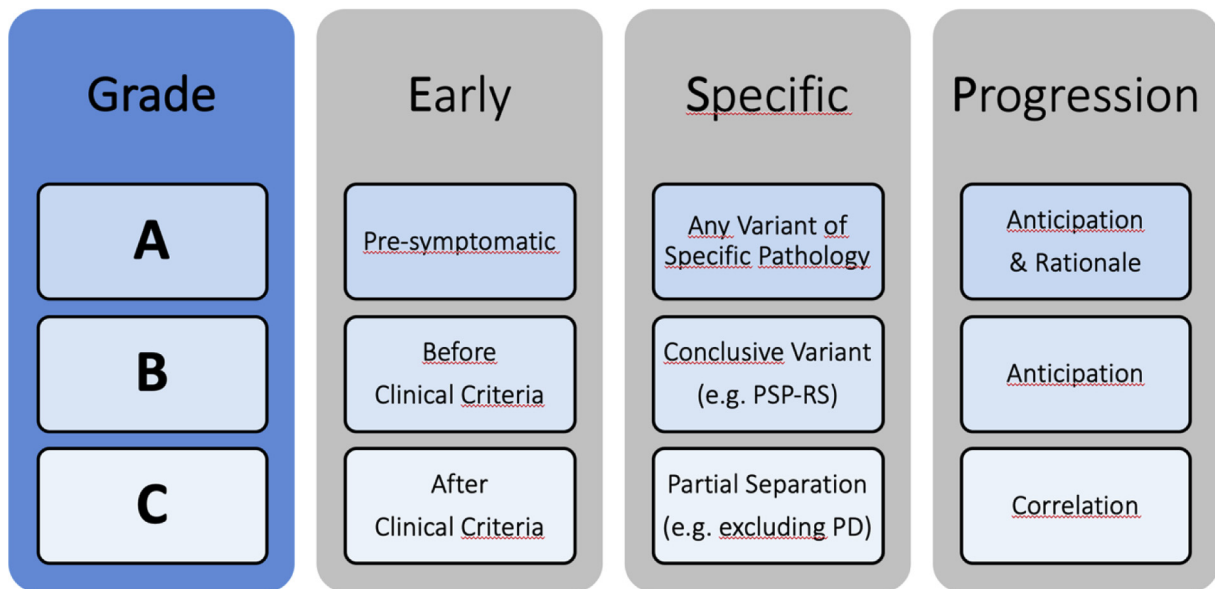 Grade
Early
Specific
Progression
A
Pre-symptomatic
Any Variant of
Specific Pathology
Anticipation
& Rationale
B
Before
Clinical Criteria
Conclusive Variant
(e.g. PSP-RS)
Anticipation
C
After
Clinical Criteria
Partial Separation
(e.g. excluding PD)
Correlation